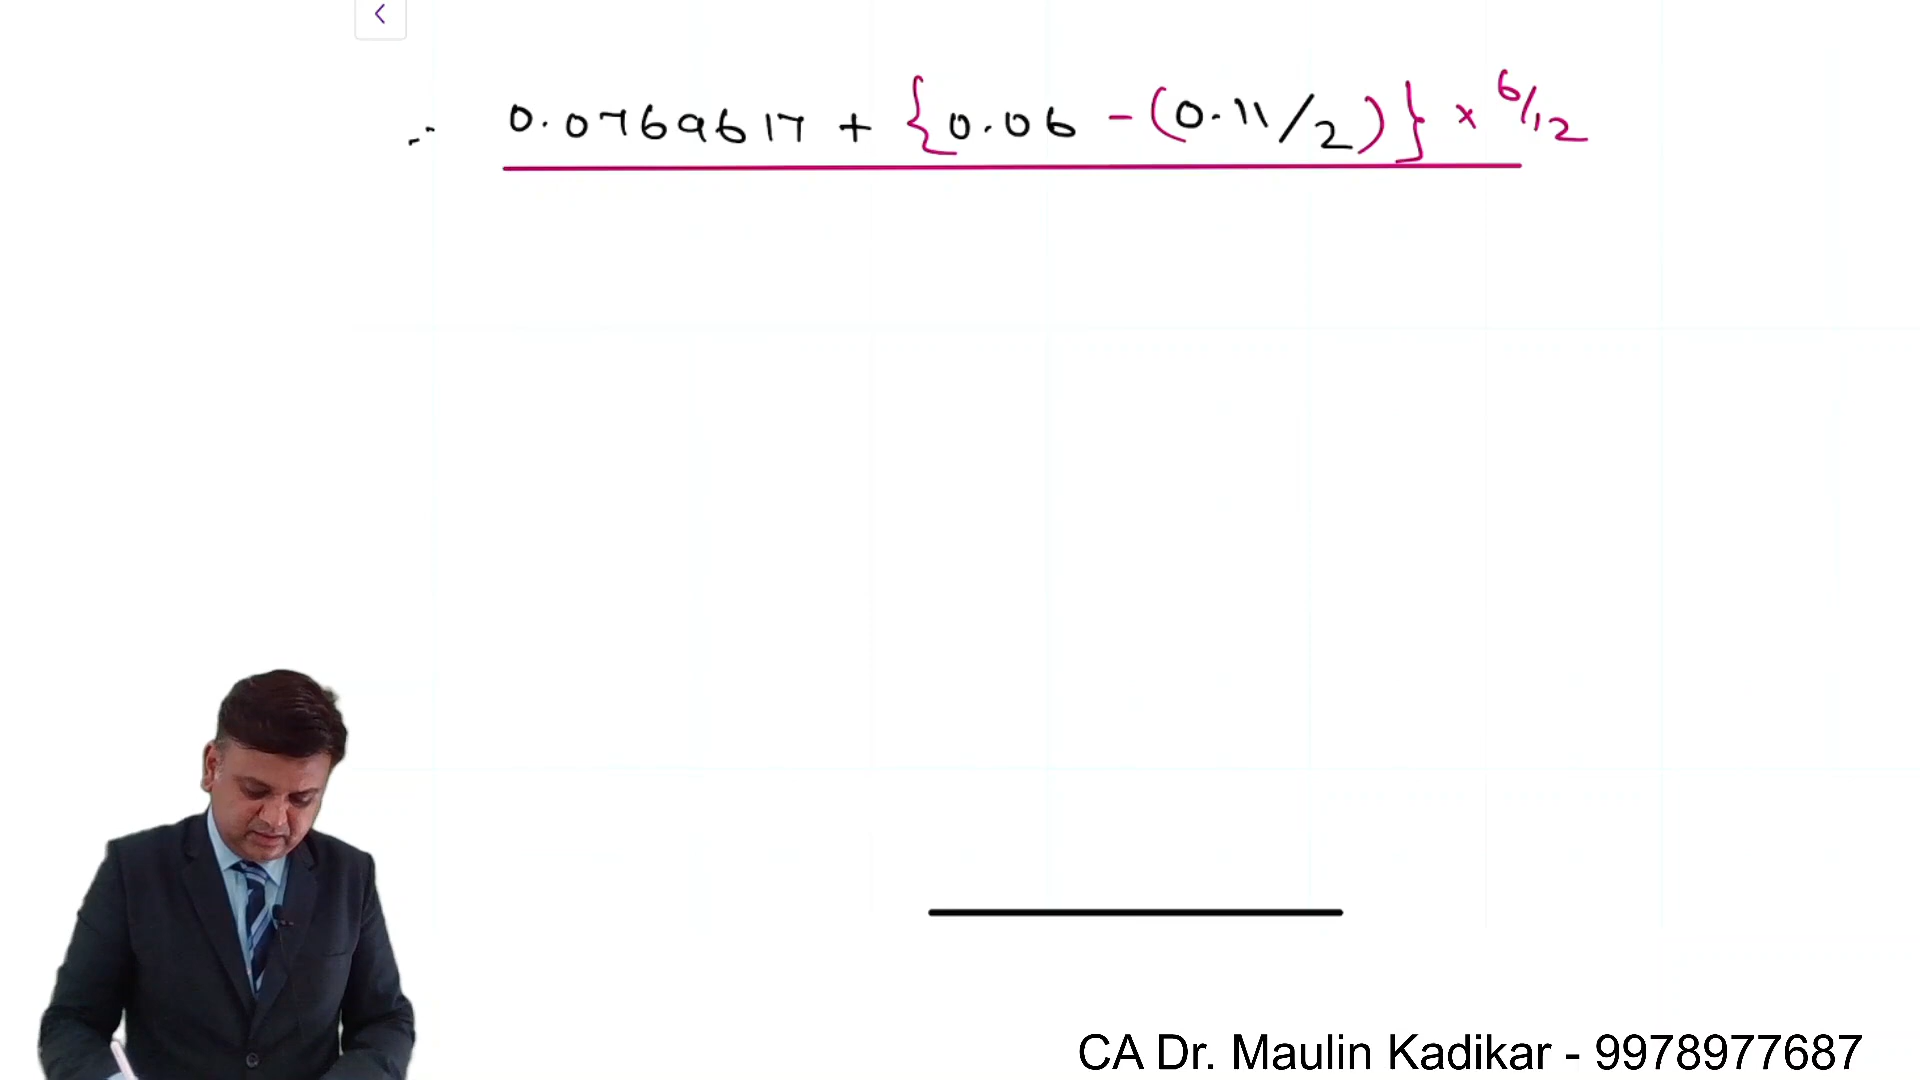 ∴ 0.0769617 + {0.06 - (0.11/2)} × 6/12
CA Dr. Maulin Kadikar - 9978977687